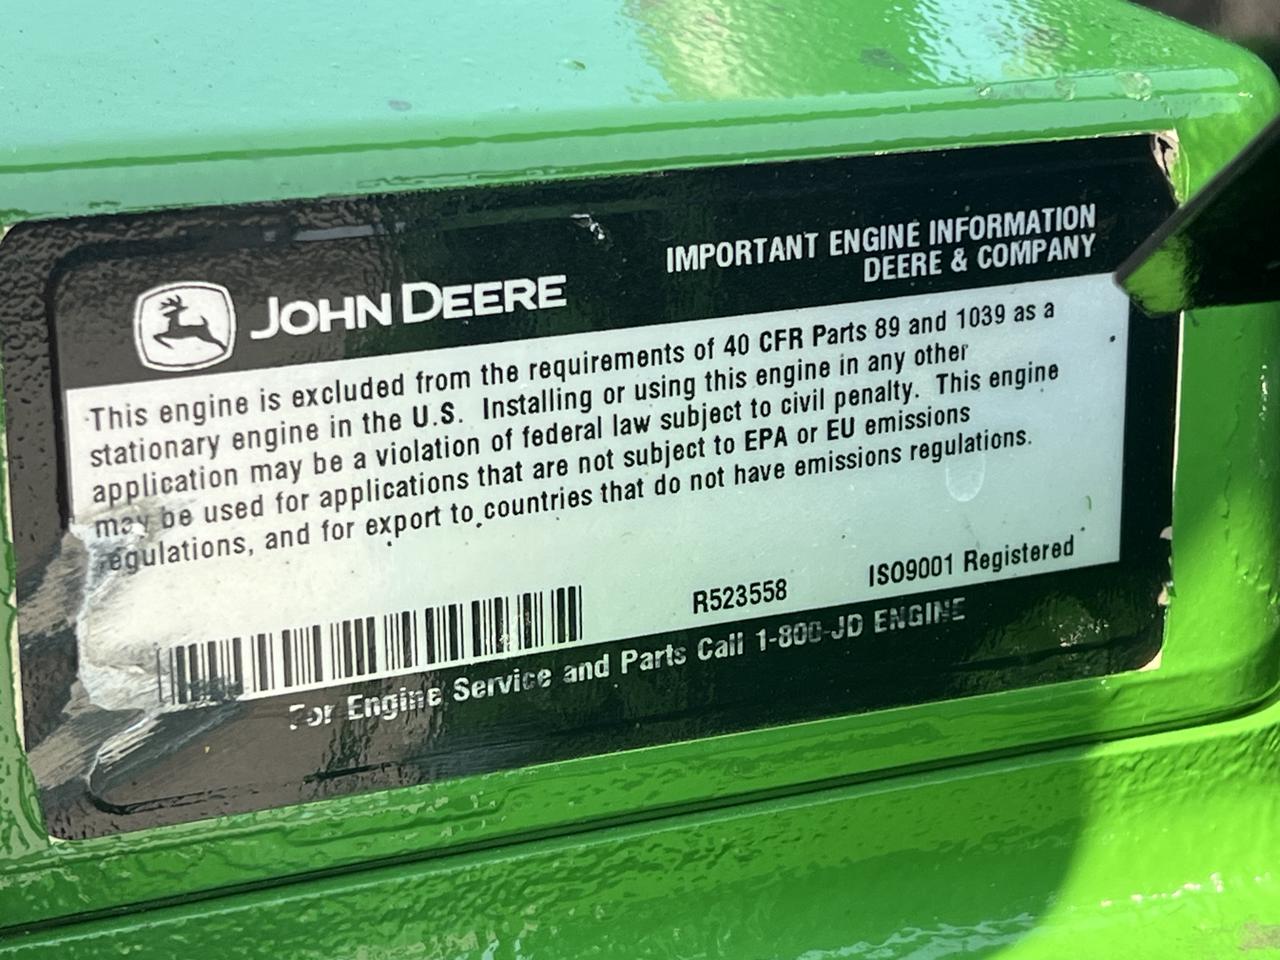 JOHN DEERE
IMPORTANT ENGINE INFORMATION
DEERE & COMPANY
This engine is excluded from the requirements of 40 CFR Parts 89 and 1039 as a
stationary engine in the U.S. Installing or using this engine in any other
application may be a violation of federal law subject to civil penalty. This engine
may be used for applications that are not subject to EPA or EU emissions
regulations, and for export to countries that do not have emissions regulations.
R523558
ISO9001 Registered
For Engine Service and Parts Call 1-800-JD ENGINE